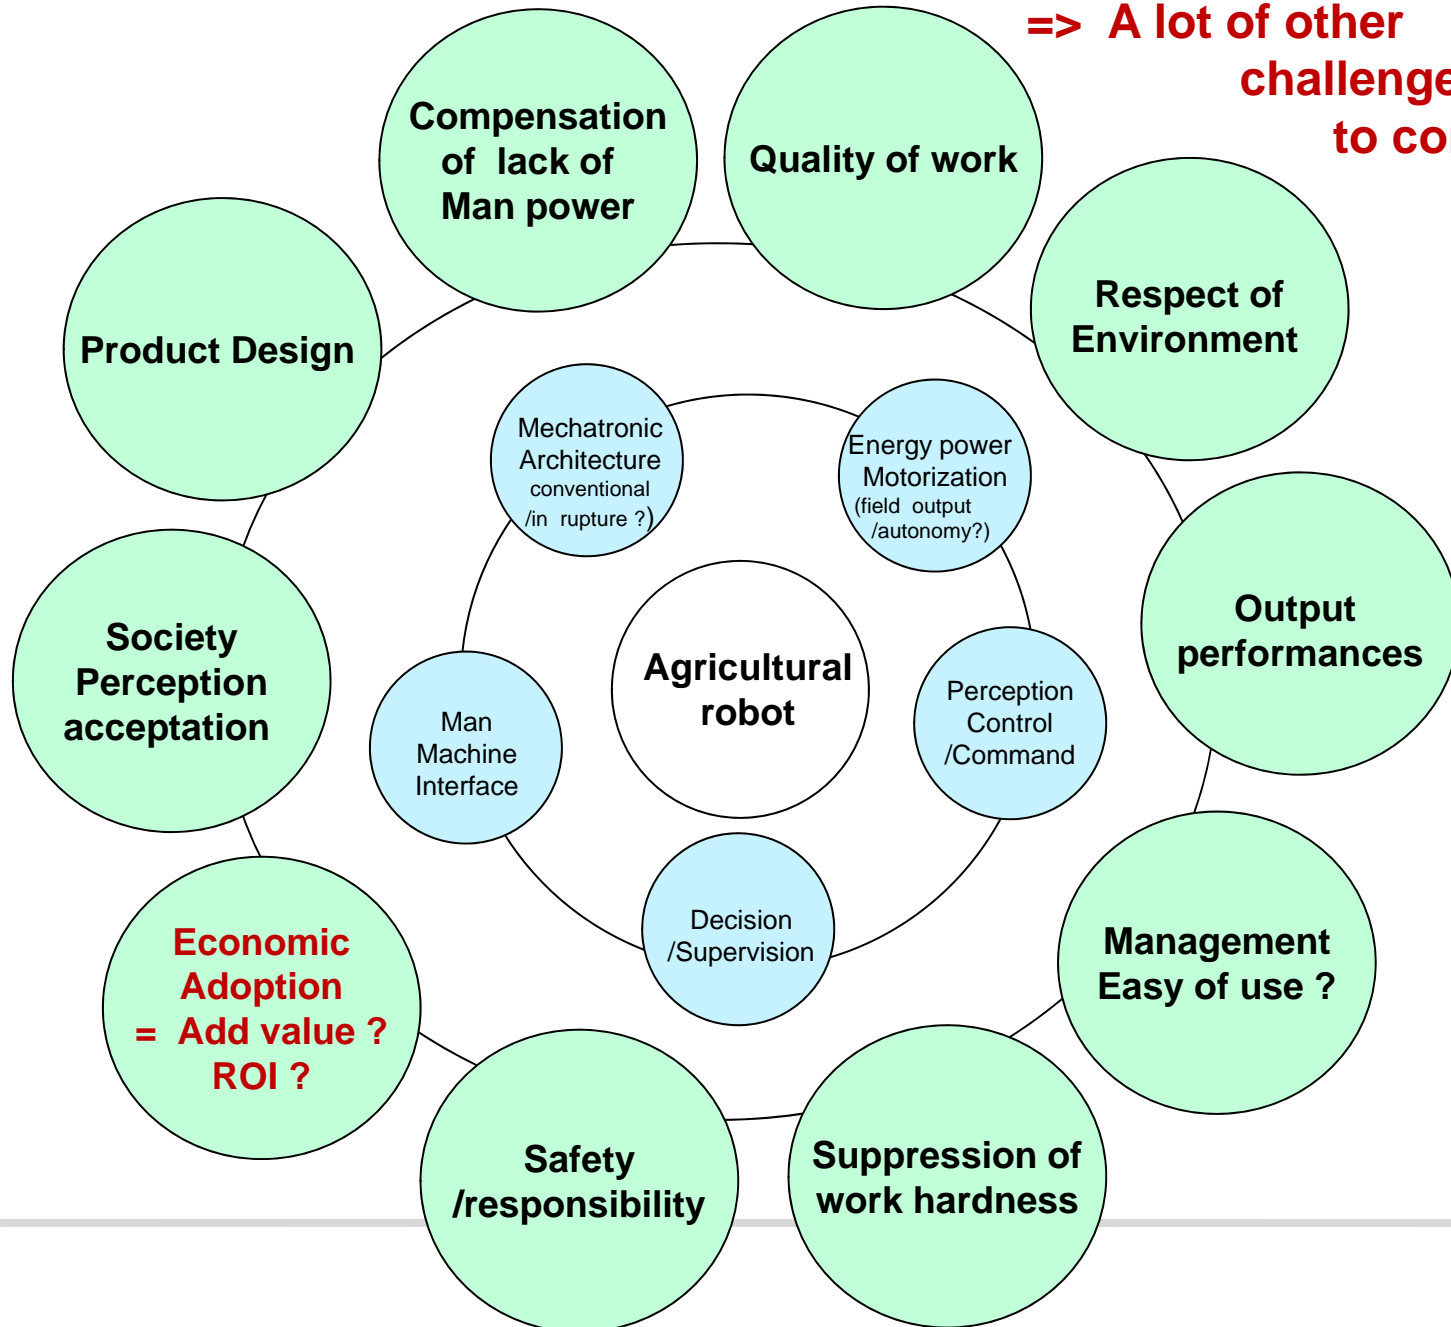 => A lot of other
to
Compensation
of lack of
Man power
Quality of work
Respect of
Environment
Product Design
Mechatronic
Architecture
conventional
/in rupture ?)
Energy power
Motorization
(field output
/autonomy?)
Output
performances
Society
Perception
acceptation
Agricultural
robot
Perception
Control
/Command
Man
Machine
Interface
Decision
/Supervision
Management
Easy of use ?
Economic
Adoption
= Add value ?
ROI ?
Safety
/responsibility
Suppression of
work hardness